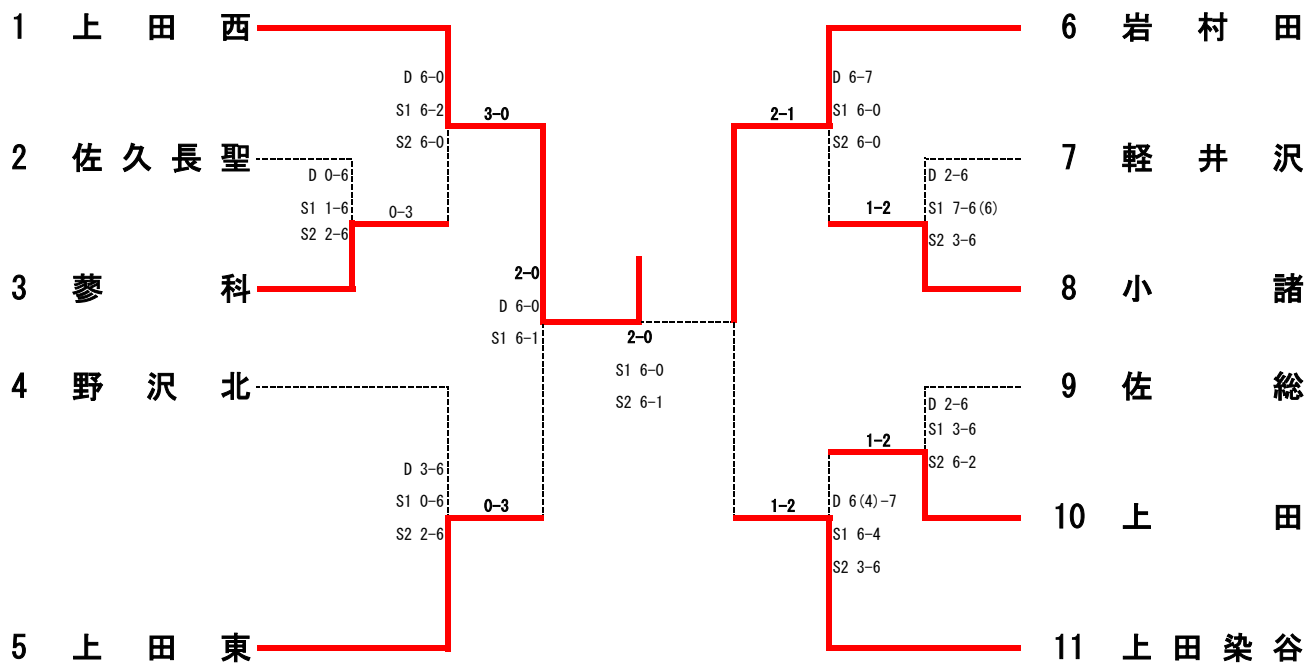 1 上田西
6 岩村田
D 6-0
S1 6-2
3-0
S2 6-0
D 6-7
S1 6-0
2-1
S2 6-0
2 佐久長聖
7 軽井沢
D 0-6
S1 1-6
0-3
S2 2-6
D 2-6
S1 7-6(6)
1-2
S2 3-6
3 蓼科
8 小諸
2-0
D 6-0
S1 6-1
2-0
S1 6-0
S2 6-1
4 野沢北
9 佐総
D 2-6
S1 3-6
1-2
S2 6-2
D 3-6
S1 0-6
0-3
S2 2-6
D 6(4)-7
1-2
S1 6-4
S2 3-6
10 上田
5 上田東
11 上田染谷